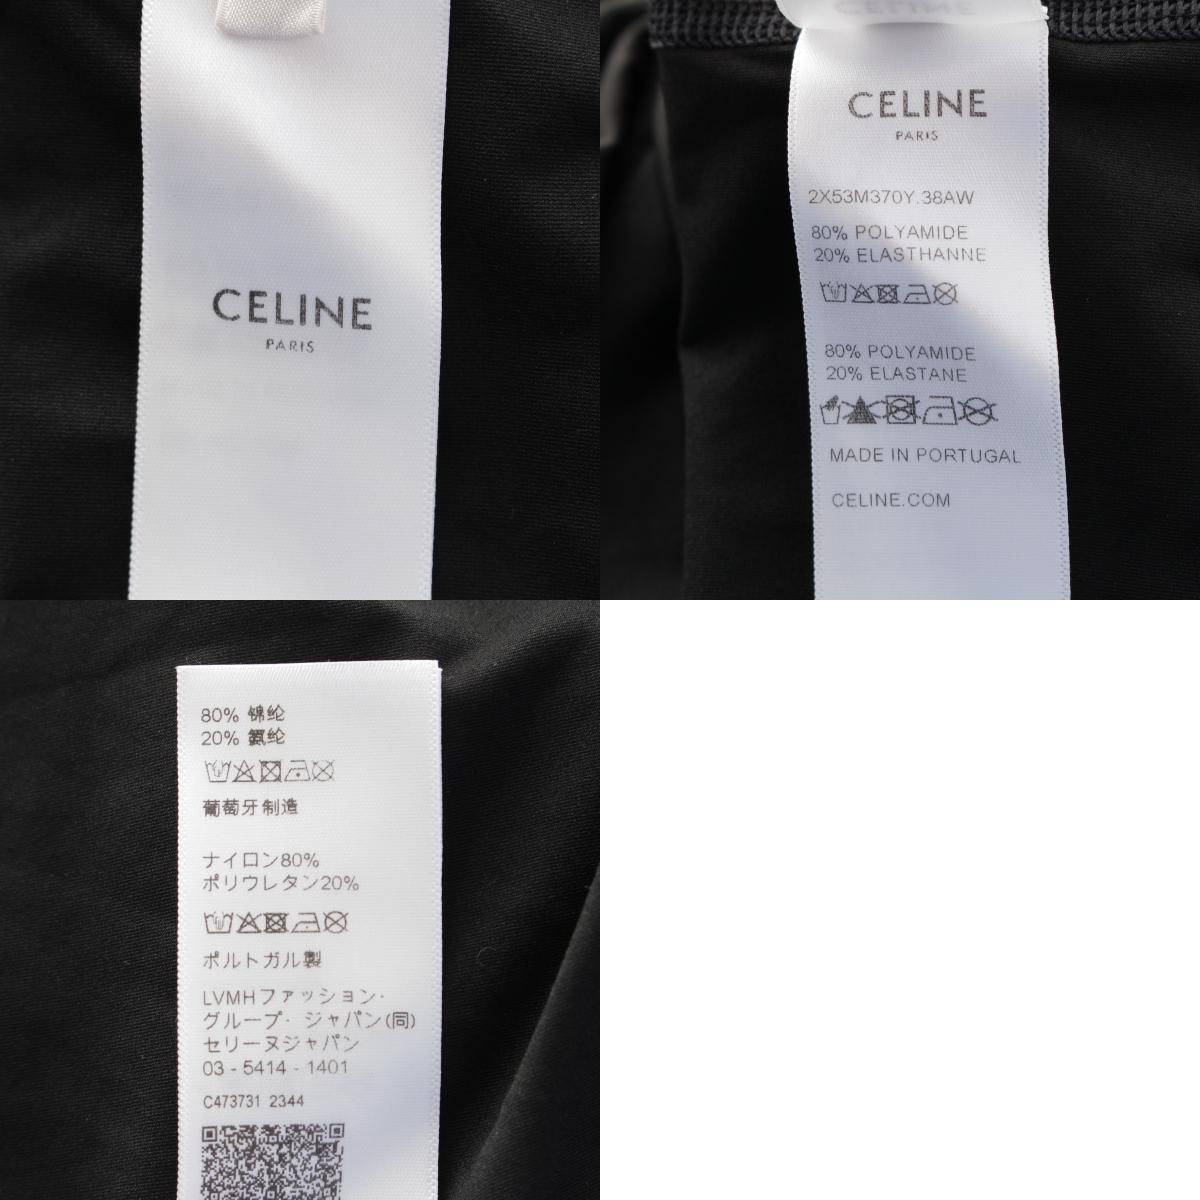 CELINE
PARIS
CELINE
CELINE
PARIS
2X53M370Y.38AW
80% POLYAMIDE
20% ELASTHANNE
80% POLYAMIDE
20% ELASTANE
MADE IN PORTUGAL
CELINE.COM
80% 锦纶
20% 氨纶
葡萄牙制造
ナイロン80%
ポリウレタン20%
ポルトガル製
LVMHファッション·
グループ· ジャパン(同)
セリーヌジャパン
03 - 5414 - 1401
C473731 2344